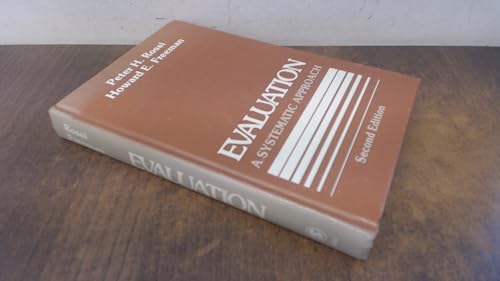 Peter H. Rossi
Howard E. Freeman
EVALUATION
A SYSTEMATIC APPROACH
Second Edition
Rossi
EVALUATION